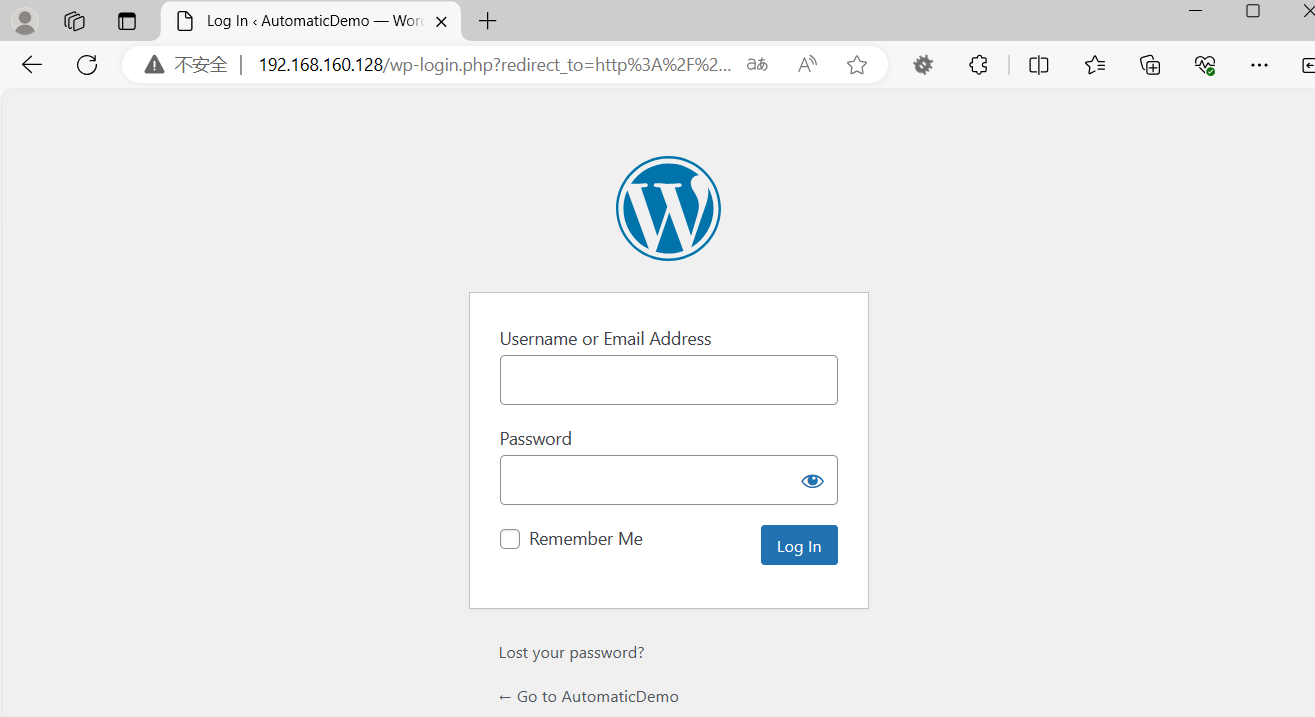 Log In ‹ AutomaticDemo — Word
不安全 | 192.168.160.128/wp-login.php?redirect_to=http%3A%2F%2...
Username or Email Address
Password
Remember Me
Log In
Lost your password?
← Go to AutomaticDemo